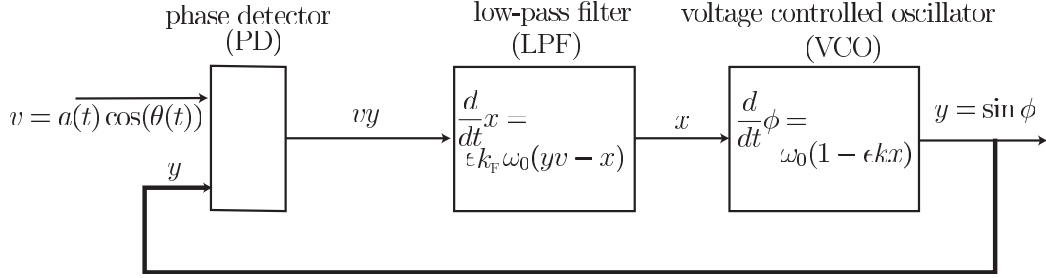 phase detector
(PD)
low-pass filter
(LPF)
voltage controlled oscillator
(VCO)
v = a(t) cos(θ(t))
y
vy
d/dt x =
εk_F ω₀(yv − x)
x
d/dt ϕ =
ω₀(1 − ϵkx)
y = sin ϕ